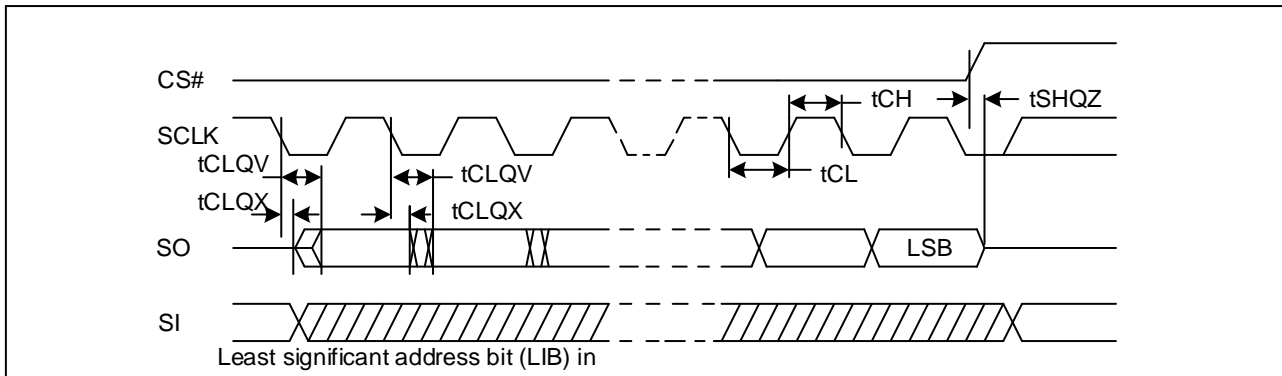 CS#
tCH
tSHQZ
SCLK
tCLQV
tCLQV
tCL
tCLQX
tCLQX
SO
LSB
SI
Least significant address bit (LIB) in